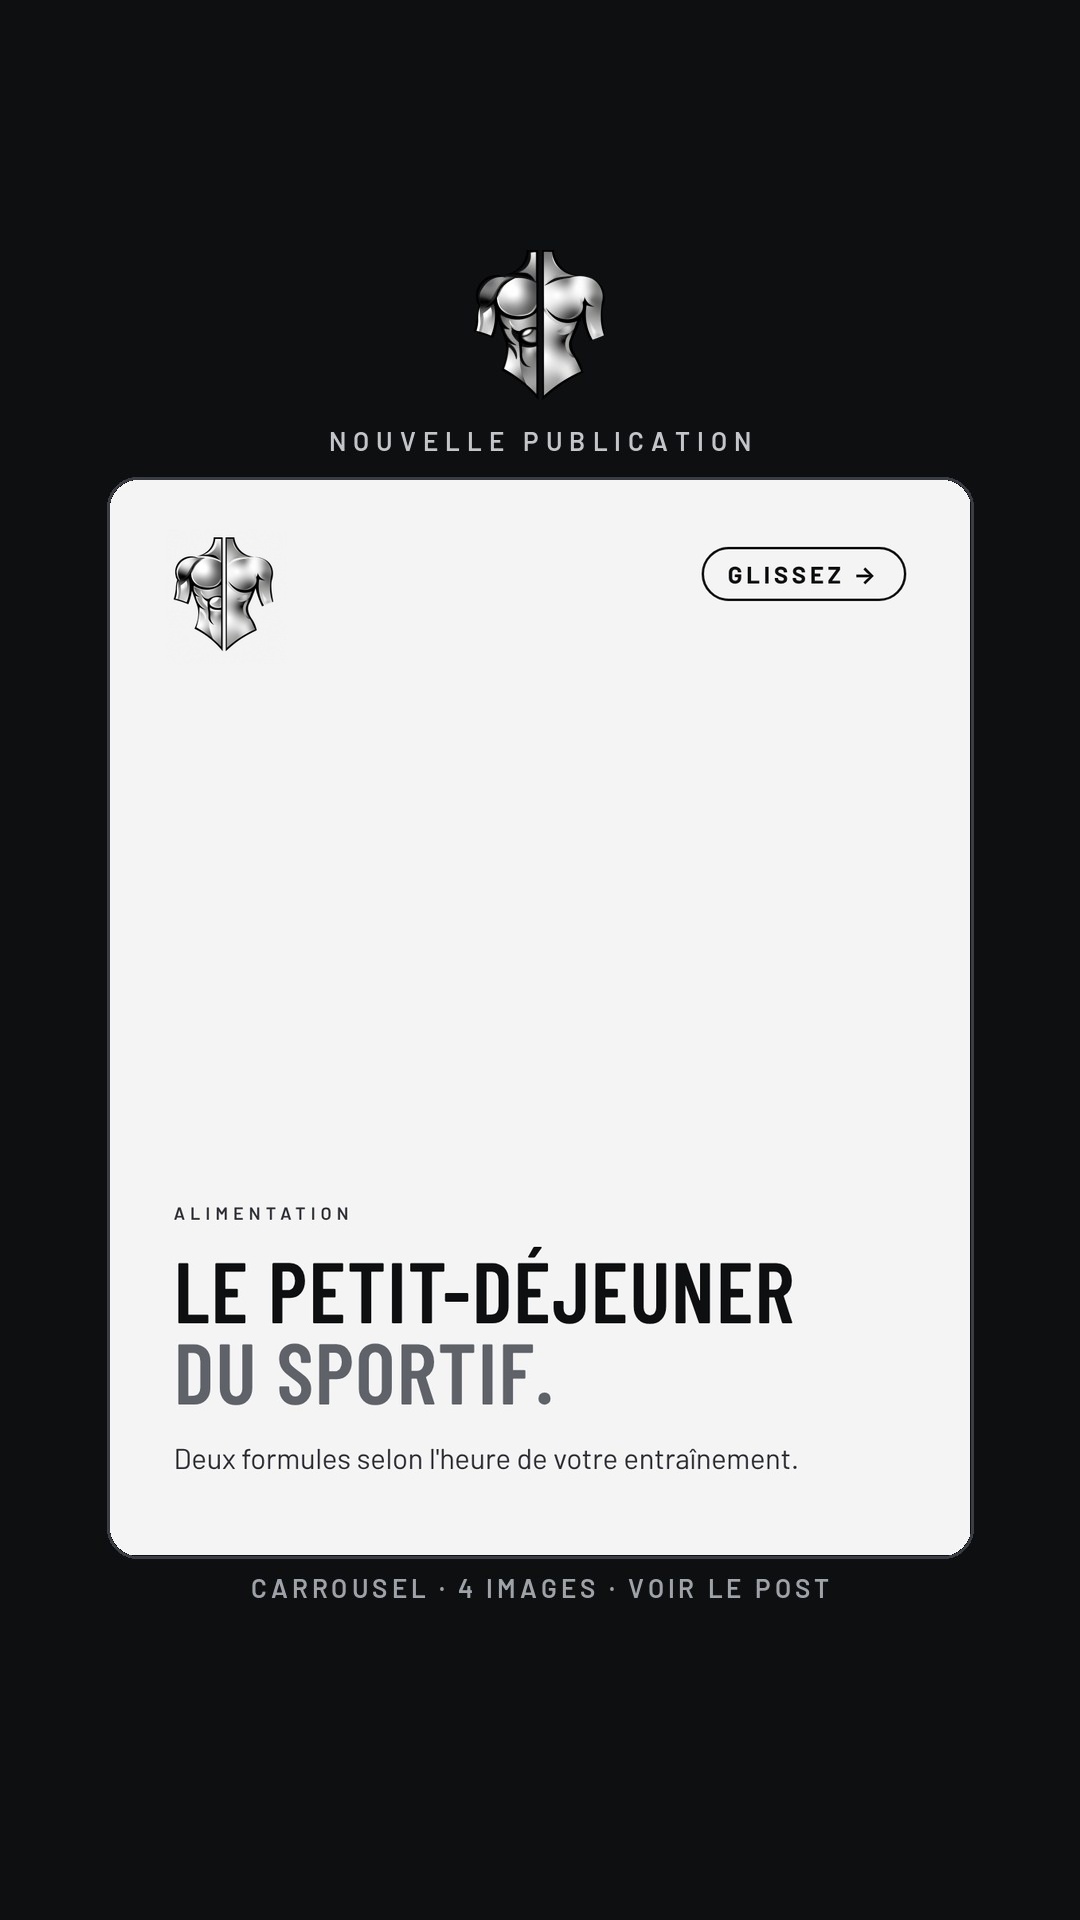 NOUVELLE PUBLICATION
GLISSEZ →
ALIMENTATION
LE PETIT-DÉJEUNER
DU SPORTIF.
Deux formules selon l'heure de votre entraînement.
CARROUSEL · 4 IMAGES · VOIR LE POST